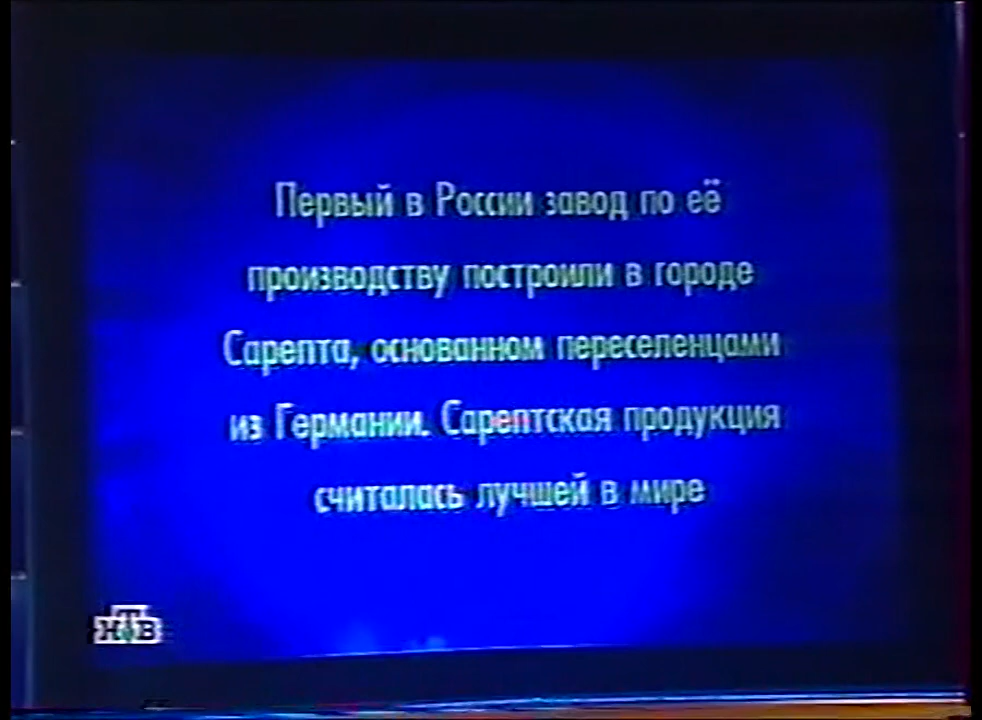 Первый в России завод по её
производству построили в городе
Сарепта, основанном переселенцами
из Германии. Сарептская продукция
считалась лучшей в мире
НТВ